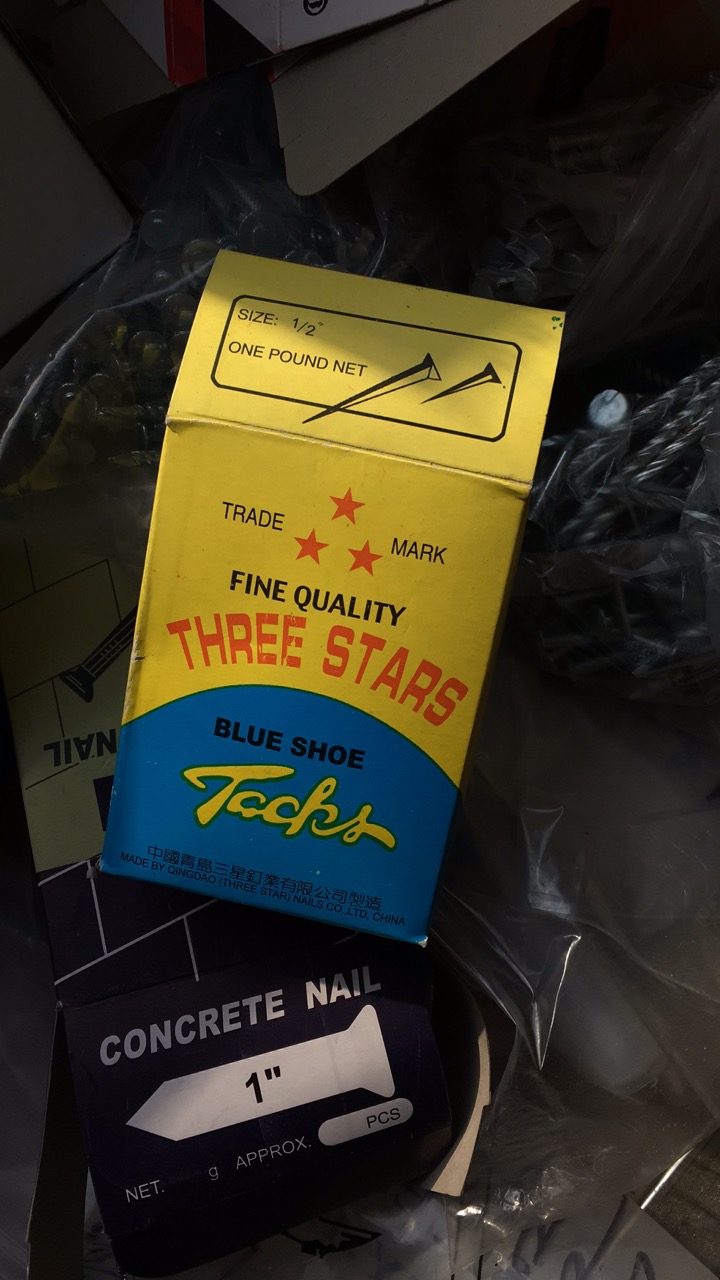 SIZE: 1/2"
ONE POUND NET
TRADE MARK
FINE QUALITY
THREE STARS
BLUE SHOE
Tacks
中國青島三星釘業有限公司製造
MADE BY QINGDAO (THREE STAR) NAILS CO.,LTD, CHINA
NAIL
CONCRETE NAIL
1"
PCS
NET. g APPROX.